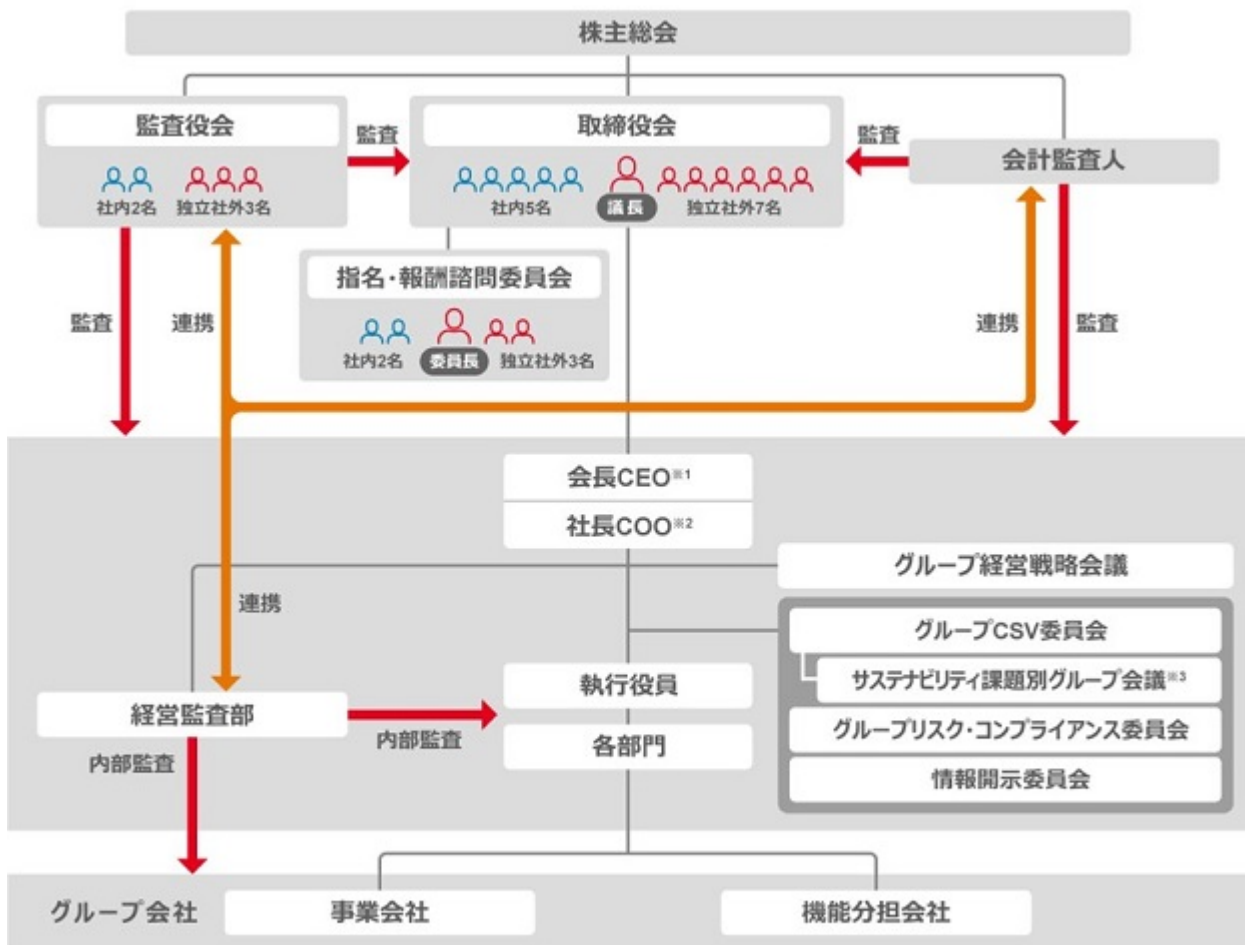 株主総会
監査役会
社内2名 独立社外3名
監査
取締役会
社内5名 議長 独立社外7名
監査
会計監査人
指名・報酬諮問委員会
社内2名 委員長 独立社外3名
監査
連携
連携
監査
会長CEO※1
社長COO※2
グループ経営戦略会議
連携
グループCSV委員会
サステナビリティ課題別グループ会議※3
グループリスク・コンプライアンス委員会
情報開示委員会
執行役員
経営監査部
内部監査
各部門
内部監査
グループ会社
事業会社
機能分担会社